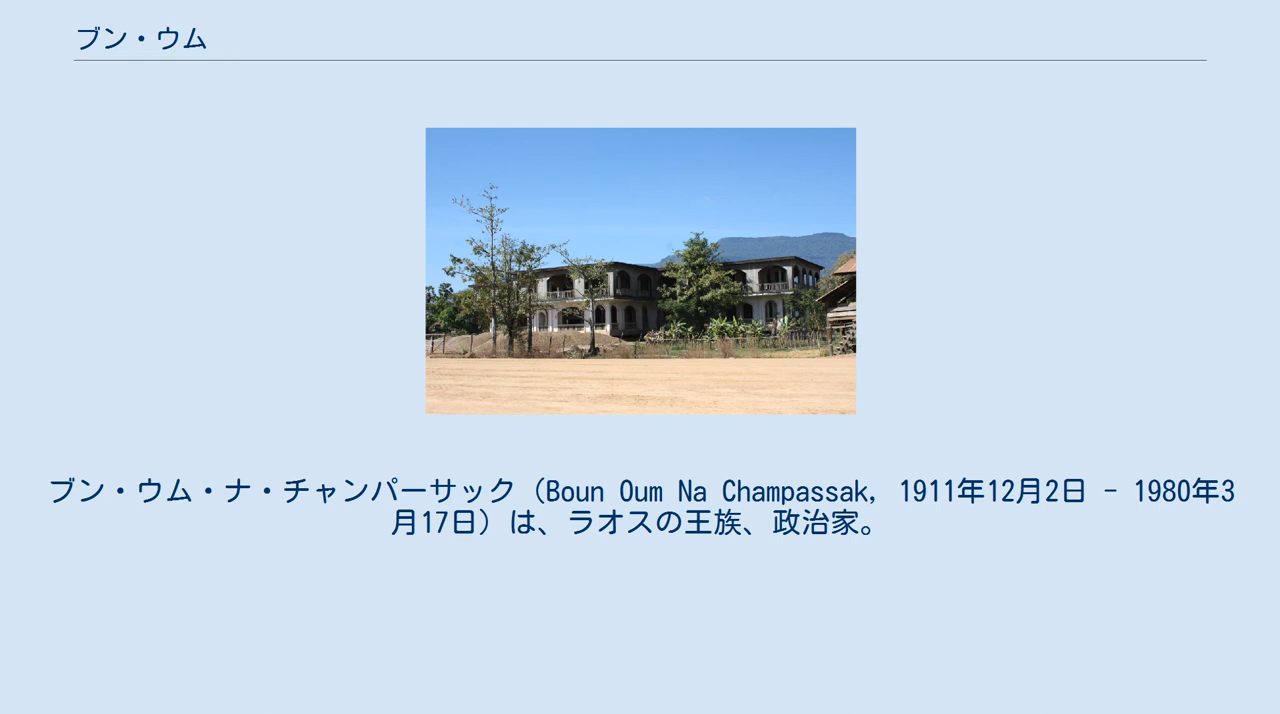 ブン・ウム
ブン・ウム・ナ・チャンパーサック（Boun Oum Na Champassak, 1911年12月2日 - 1980年3
月17日）は、ラオスの王族、政治家。